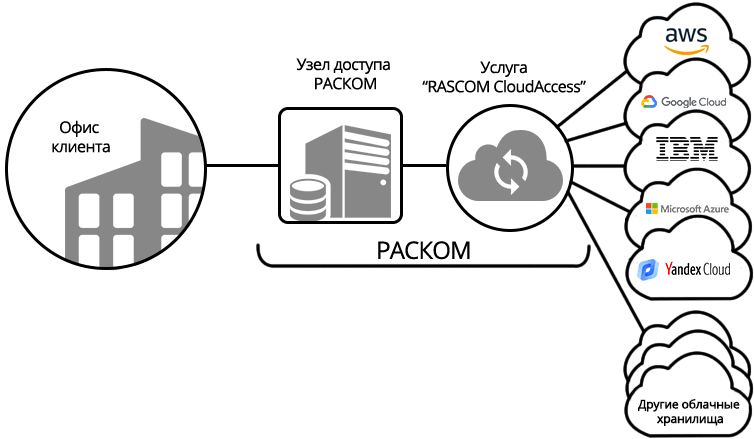 Офис
клиента
Узел доступа
РАСКОМ
Услуга
“RASCOM CloudAccess”
РАСКОМ
aws
Google Cloud
IBM
Microsoft Azure
Yandex Cloud
Другие облачные
хранилища